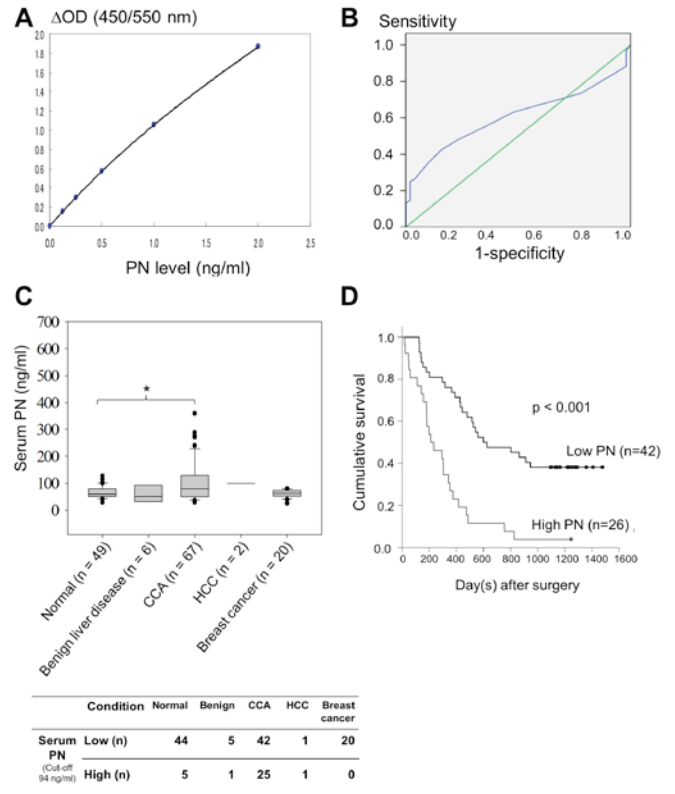 A
ΔOD (450/550 nm)
2.0
1.8
1.6
1.4
1.2
1.0
0.8
0.6
0.4
0.2
0.0
0.0 0.5 1.0 1.5 2.0 2.5
PN level (ng/ml)
B
Sensitivity
1.0
0.8
0.6
0.4
0.2
0.0
0.0 0.2 0.4 0.6 0.8 1.0
1-specificity
C
Serum PN (ng/ml)
700
600
500
400
300
200
100
0
*
Normal (n = 49)
Benign liver disease (n = 6)
CCA (n = 67)
HCC (n = 2)
Breast cancer (n = 20)
Condition Normal Benign CCA HCC Breast
cancer
Serum PN Low (n) 44 5 42 1 20
(Cut-off
94 ng/ml)
High (n) 5 1 25 1 0
D
Cumulative survival
1.0
0.8
0.6
0.4
0.2
0.0
p < 0.001
Low PN (n=42)
High PN (n=26) .
0 200 400 600 800 1000 1200 1400 1600
Day(s) after surgery